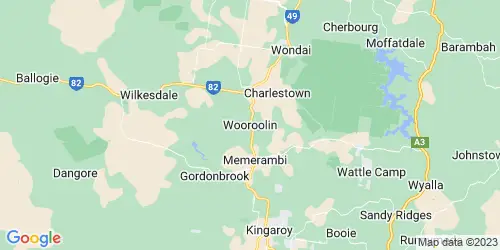 49
Cherbourg
Wondai
Moffatdale
Barambah
Ballogie
82
82
Charlestown
Wilkesdale
Wooroolin
A3
Memerambi
Johnstow
Dangore
Gordonbrook
Wattle Camp
Wyalla
Sandy Ridges
Kingaroy
Booie
Google
Map data ©2023